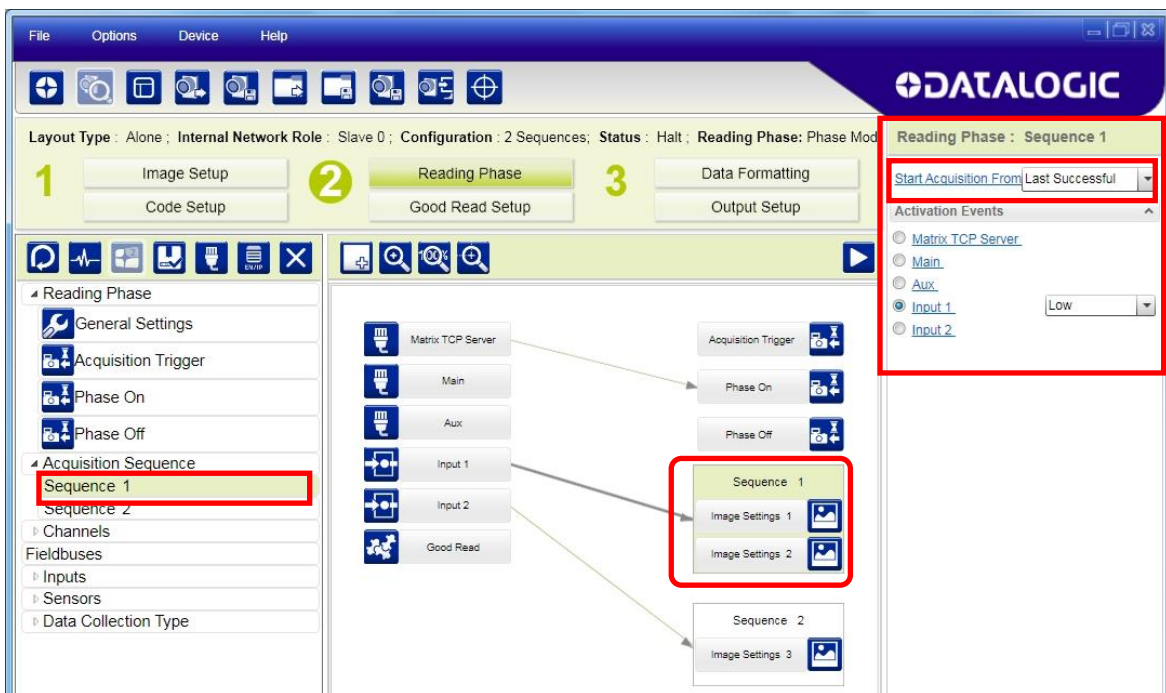 File Options Device Help
DATALOGIC
Layout Type : Alone ; Internal Network Role : Slave 0 ; Configuration : 2 Sequences; Status : Halt ; Reading Phase: Phase Mod
1
Image Setup
Code Setup
2
Reading Phase
Good Read Setup
3
Data Formatting
Output Setup
EN/IP
Reading Phase
General Settings
Acquisition Trigger
Phase On
Phase Off
Acquisition Sequence
Sequence 1
Sequence 2
Channels
Fieldbuses
Inputs
Sensors
Data Collection Type
100%
Matrix TCP Server
Main
Aux
Input 1
Input 2
Good Read
Acquisition Trigger
Phase On
Phase Off
Sequence 1
Image Settings 1
Image Settings 2
Sequence 2
Image Settings 3
Reading Phase : Sequence 1
Start Acquisition From Last Successful
Activation Events
Matrix TCP Server
Main
Aux
Input 1 Low
Input 2